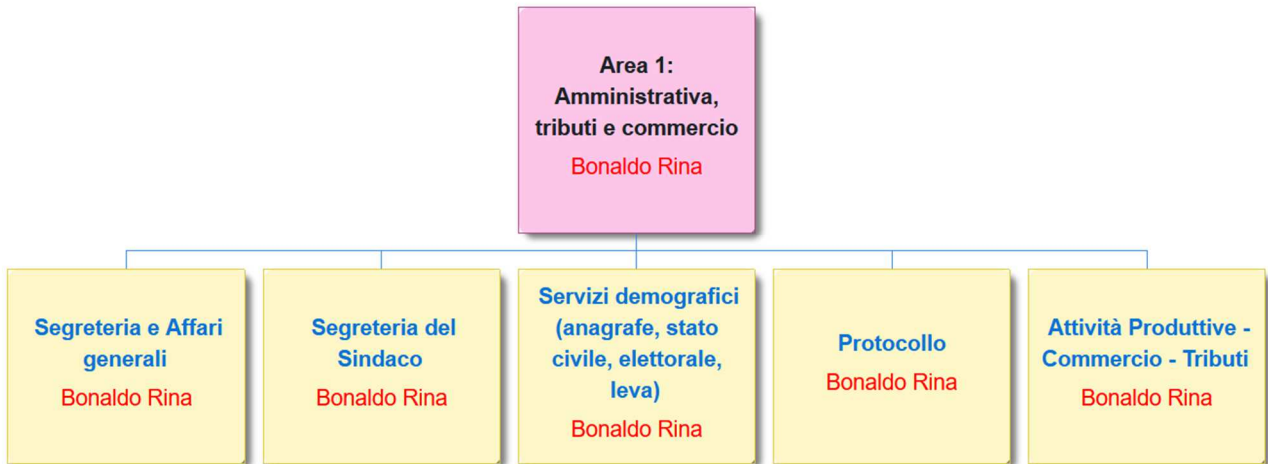 Area 1:
Amministrativa,
tributi e commercio
Bonaldo Rina
Segreteria e Affari
generali
Bonaldo Rina
Segreteria del
Sindaco
Bonaldo Rina
Servizi demografici
(anagrafe, stato
civile, elettorale,
leva)
Bonaldo Rina
Protocollo
Bonaldo Rina
Attività Produttive -
Commercio - Tributi
Bonaldo Rina